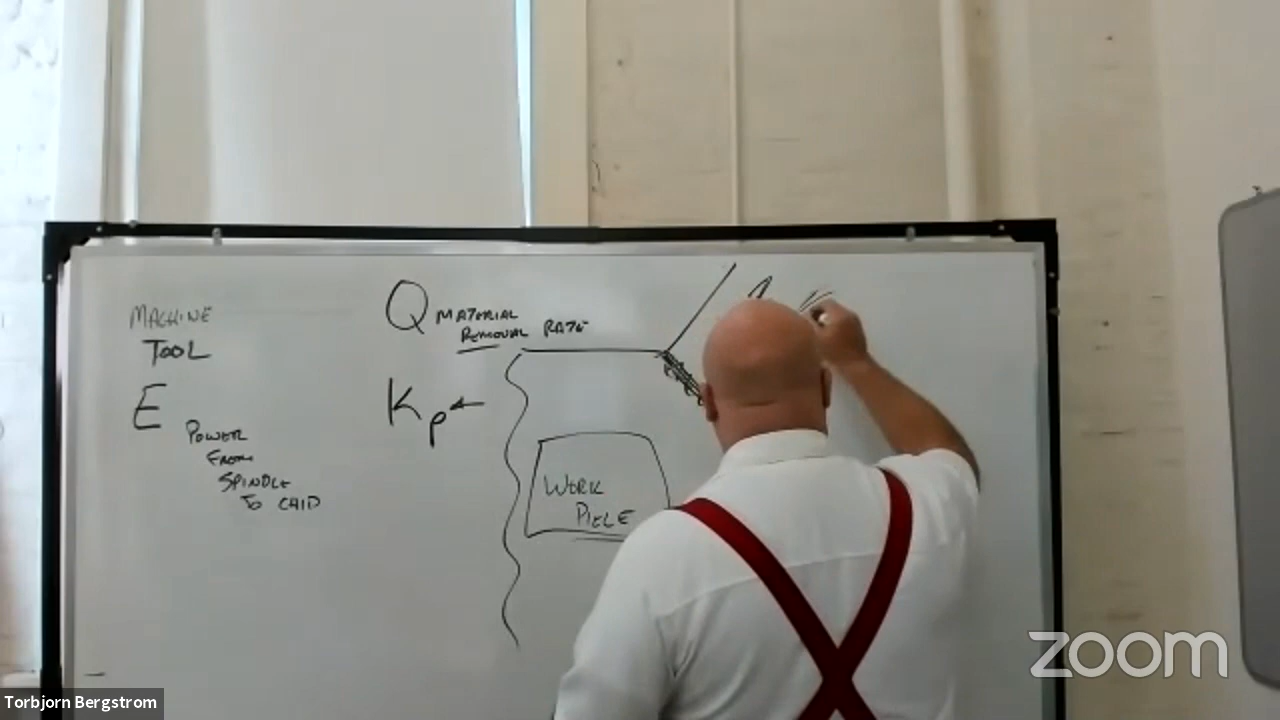 MACHINE
TOOL
E
POWER
FROM
SPINDLE
TO CHIP
Q MATERIAL
REMOVAL RATE
Kp
WORK
PIECE
Torbjorn Bergstrom
zoom